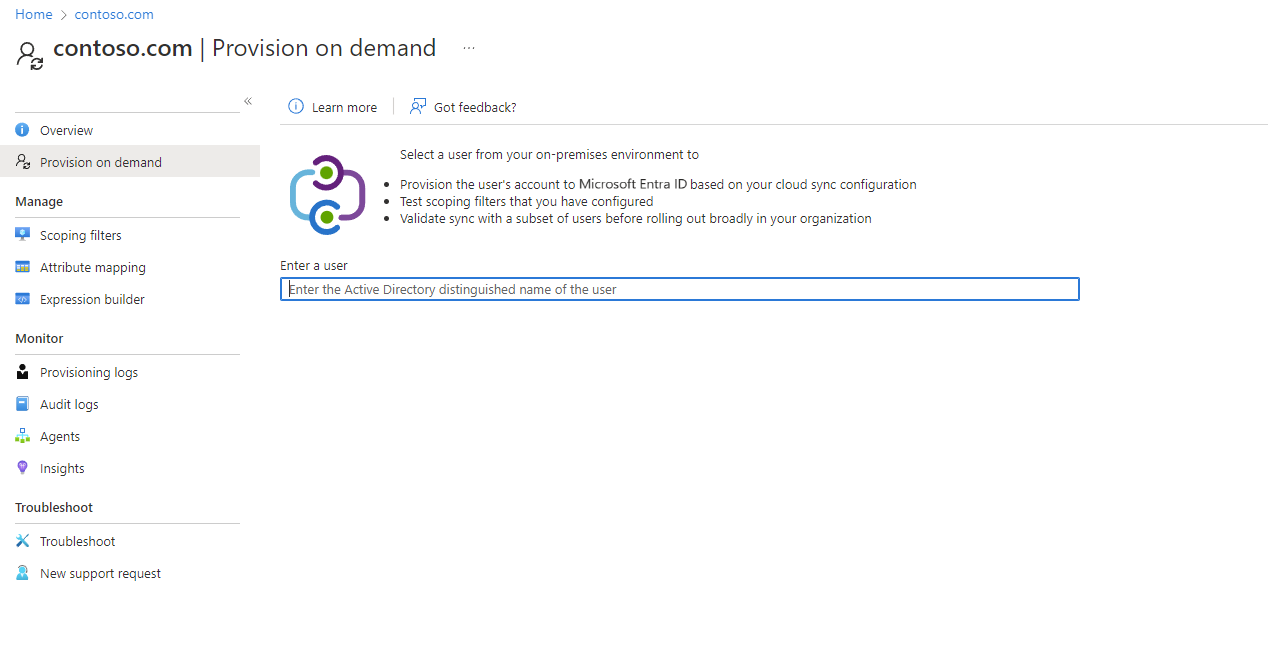 Home > contoso.com
contoso.com | Provision on demand ...
«
Learn more
Got feedback?
Overview
Provision on demand
Manage
Scoping filters
Attribute mapping
Expression builder
Monitor
Provisioning logs
Audit logs
Agents
Insights
Troubleshoot
Troubleshoot
New support request
Select a user from your on-premises environment to
• Provision the user's account to Microsoft Entra ID based on your cloud sync configuration
• Test scoping filters that you have configured
• Validate sync with a subset of users before rolling out broadly in your organization
Enter a user
Enter the Active Directory distinguished name of the user